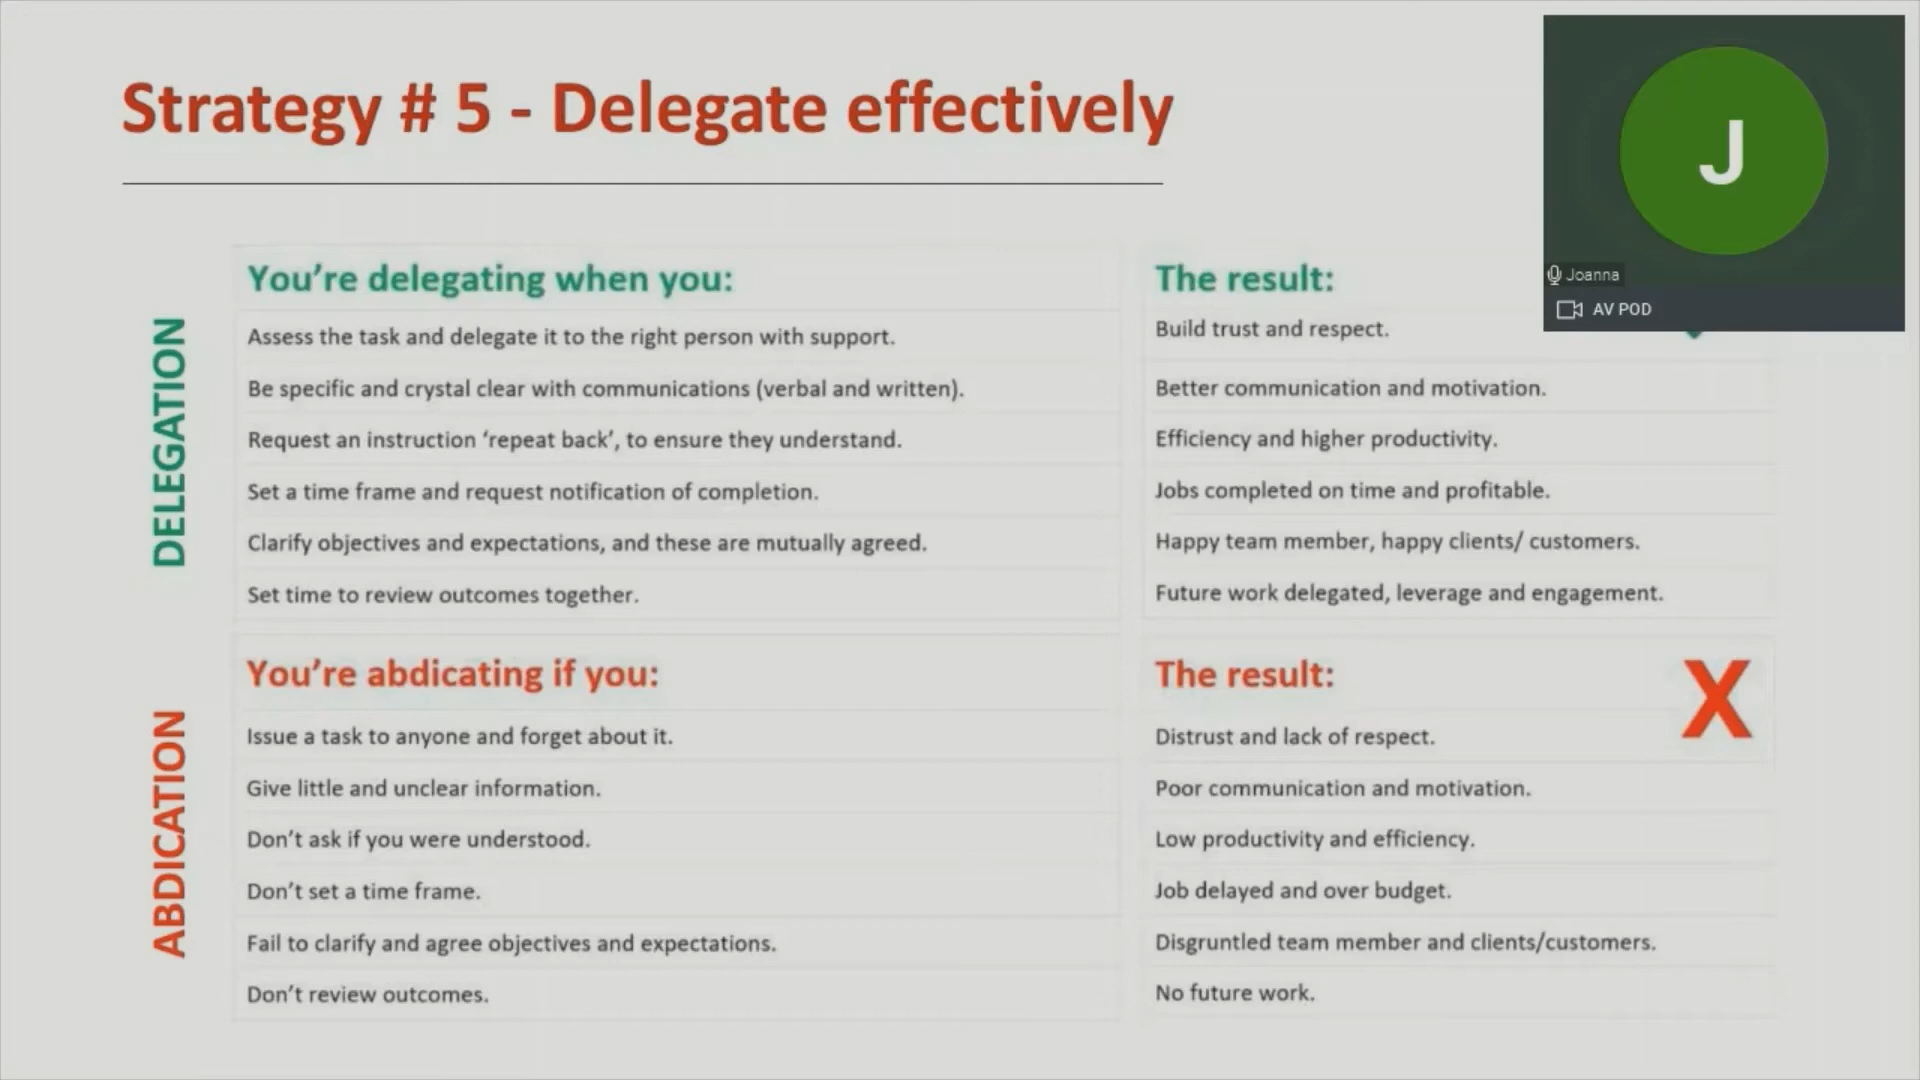 Strategy # 5 - Delegate effectively
J
Joanna
AV POD
DELEGATION
You’re delegating when you:
The result:
Assess the task and delegate it to the right person with support.
Build trust and respect.
Be specific and crystal clear with communications (verbal and written).
Better communication and motivation.
Request an instruction ‘repeat back’, to ensure they understand.
Efficiency and higher productivity.
Set a time frame and request notification of completion.
Jobs completed on time and profitable.
Clarify objectives and expectations, and these are mutually agreed.
Happy team member, happy clients/ customers.
Set time to review outcomes together.
Future work delegated, leverage and engagement.
ABDICATION
You’re abdicating if you:
The result:
X
Issue a task to anyone and forget about it.
Distrust and lack of respect.
Give little and unclear information.
Poor communication and motivation.
Don’t ask if you were understood.
Low productivity and efficiency.
Don’t set a time frame.
Job delayed and over budget.
Fail to clarify and agree objectives and expectations.
Disgruntled team member and clients/customers.
Don’t review outcomes.
No future work.